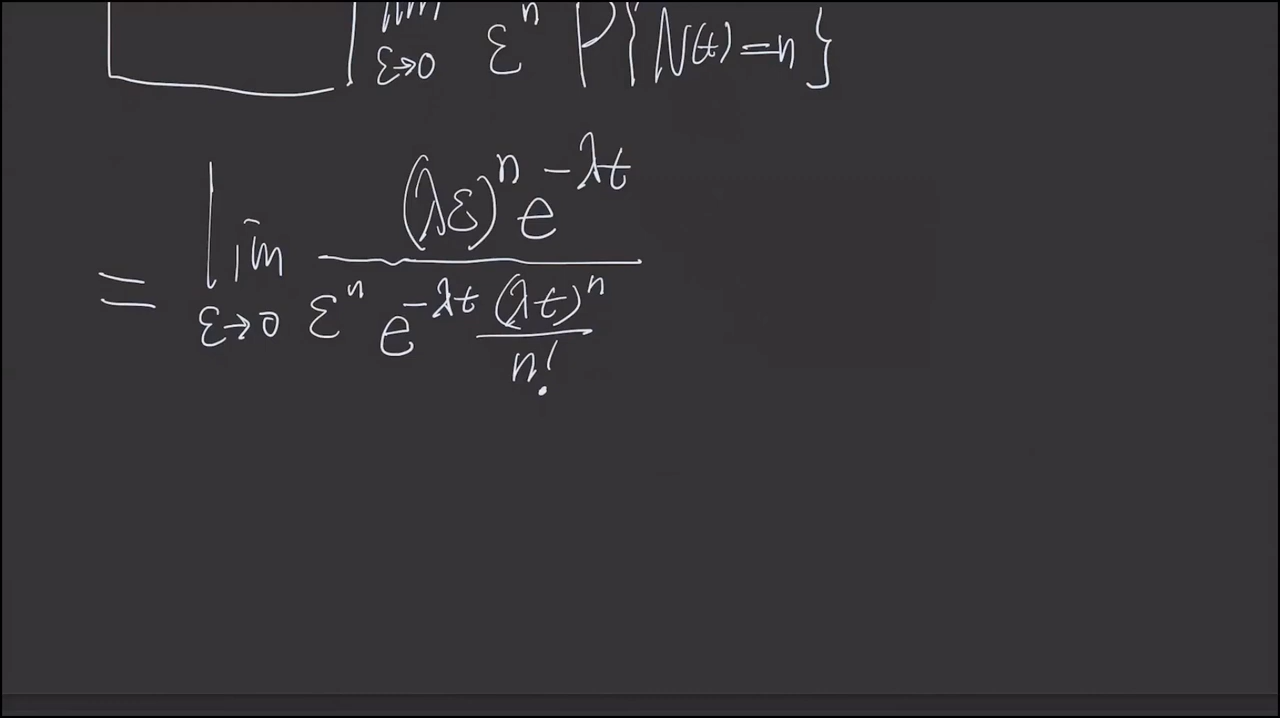 lim ε→0 ε^n P{N(t)=n}
= lim ε→0 (λε)^n e^{-λt} / ε^n e^{-λt} (λt)^n / n!